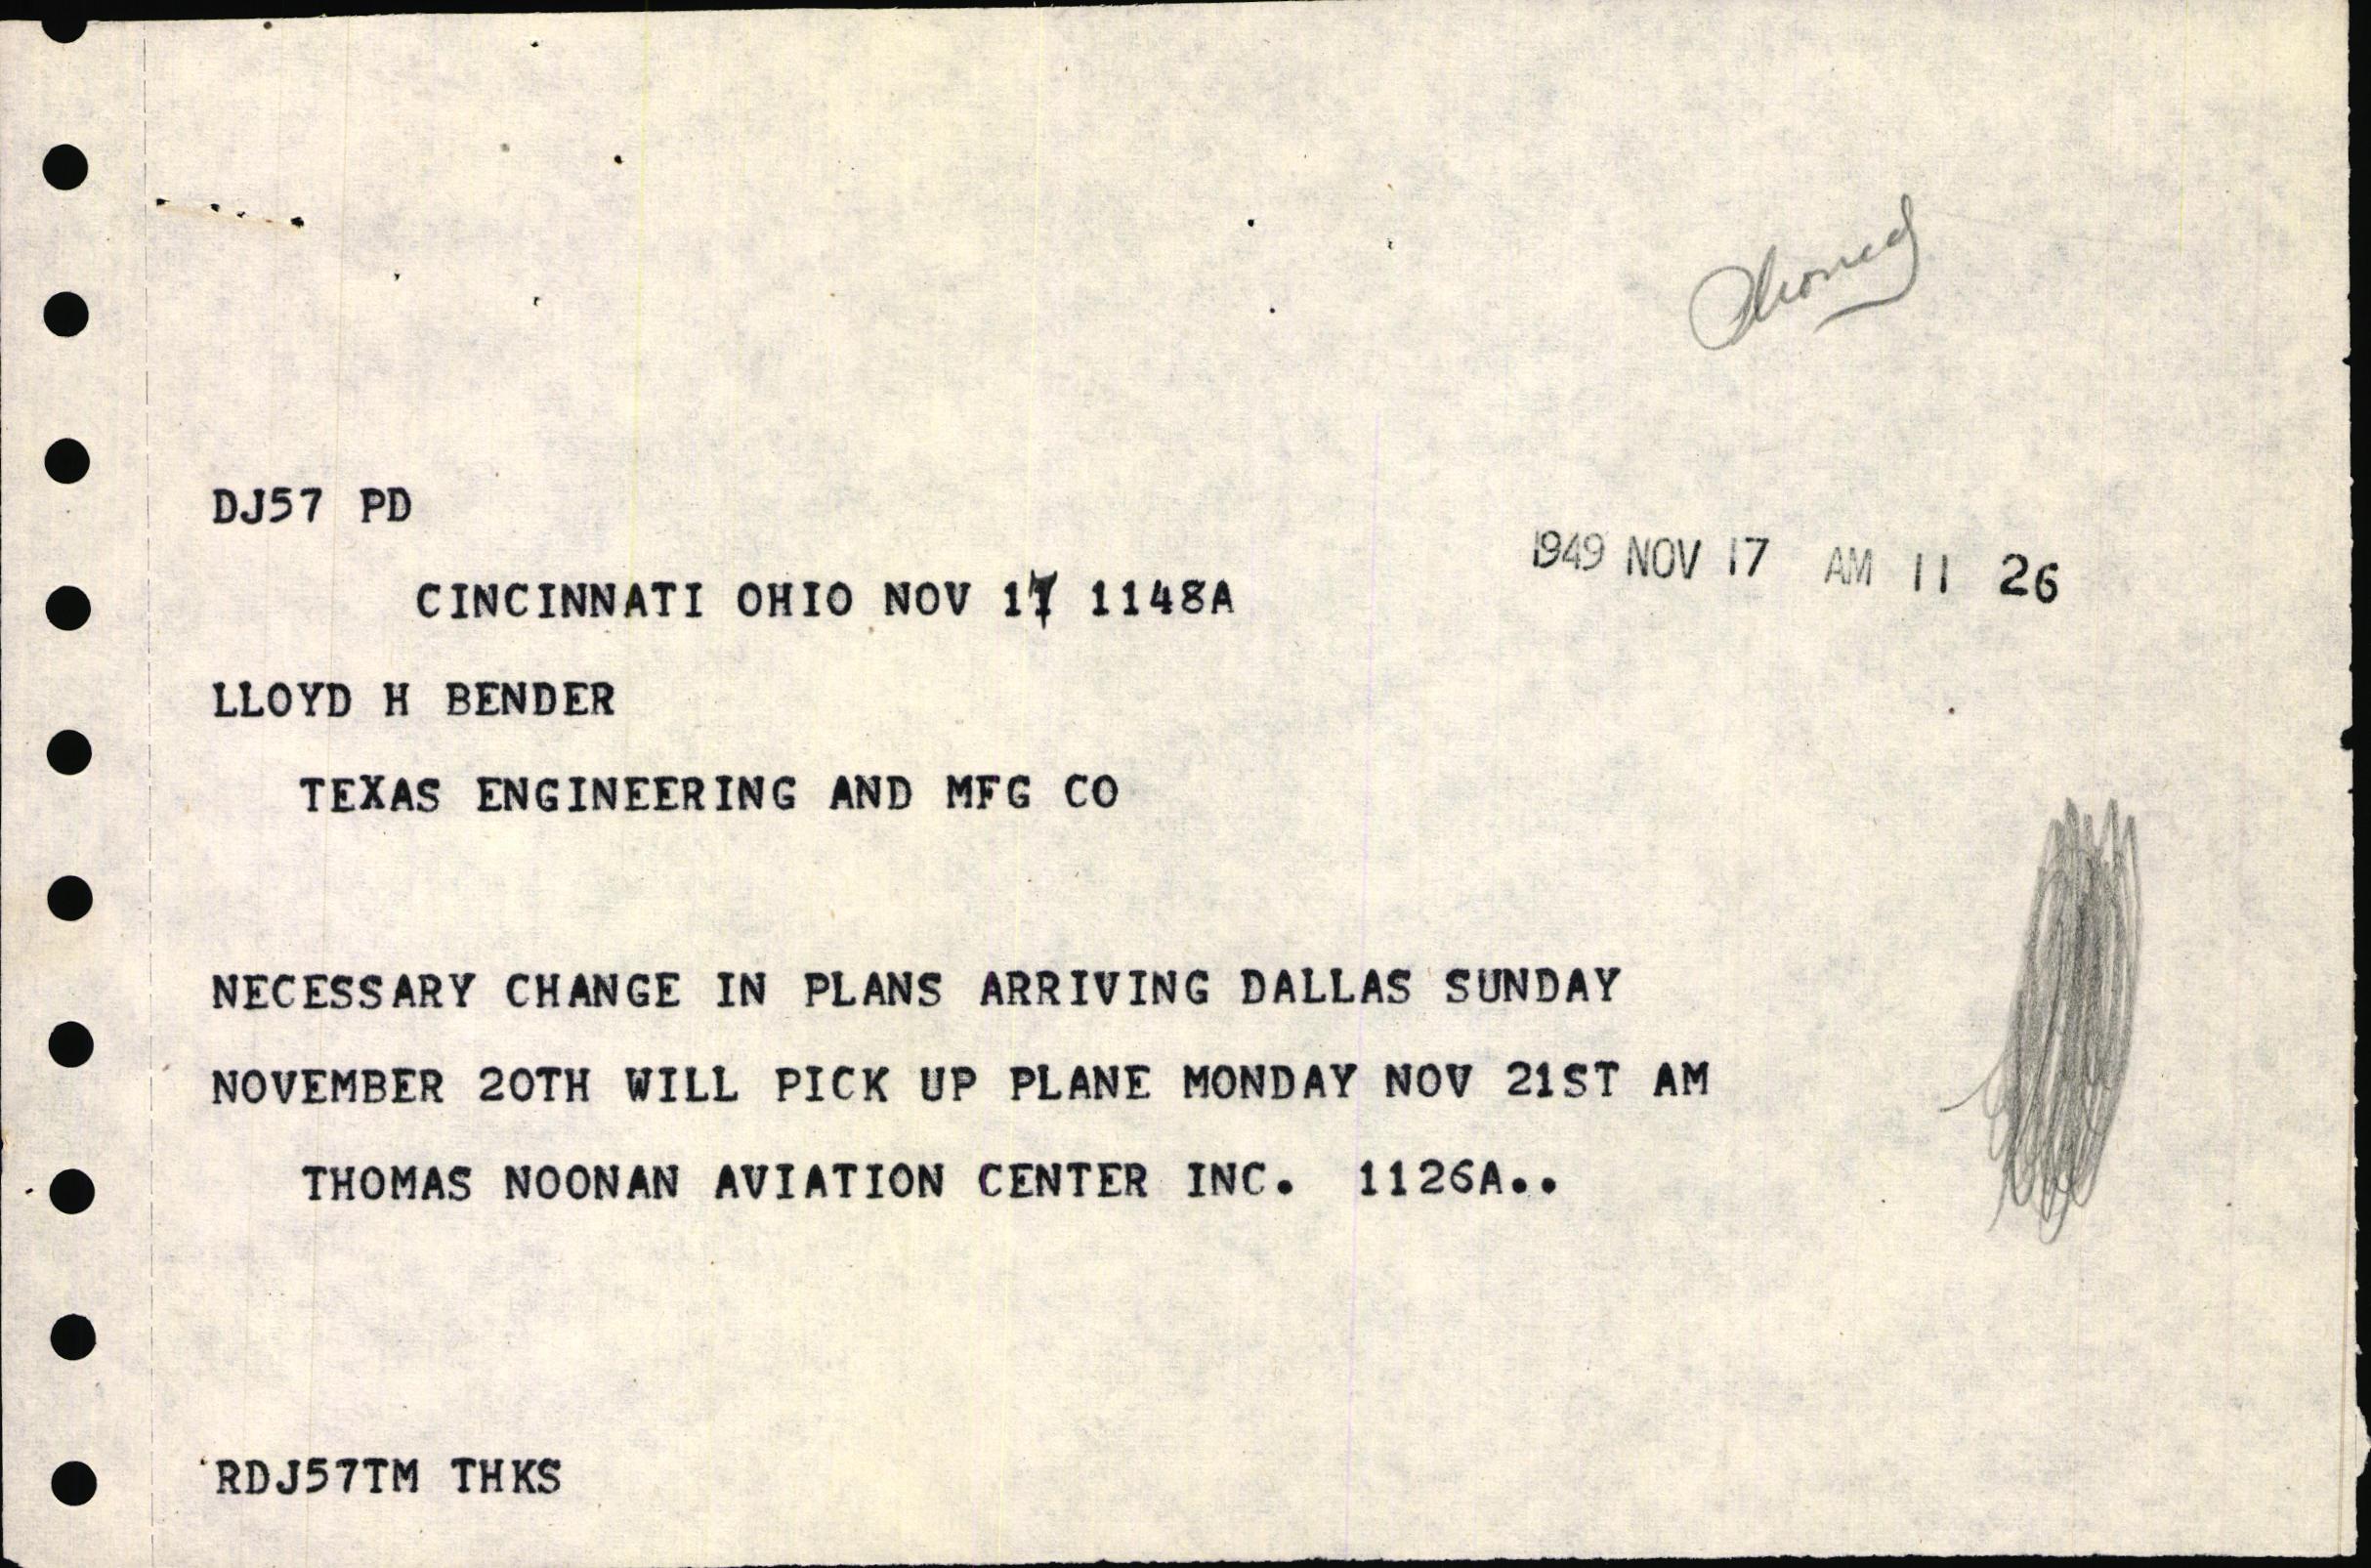 Phoned
DJ57 PD
1949 NOV 17 AM 11 26
CINCINNATI OHIO NOV 17 1148A
LLOYD H BENDER
TEXAS ENGINEERING AND MFG CO
NECESSARY CHANGE IN PLANS ARRIVING DALLAS SUNDAY
NOVEMBER 20TH WILL PICK UP PLANE MONDAY NOV 21ST AM
THOMAS NOONAN AVIATION CENTER INC. 1126A..
RDJ57TM THKS